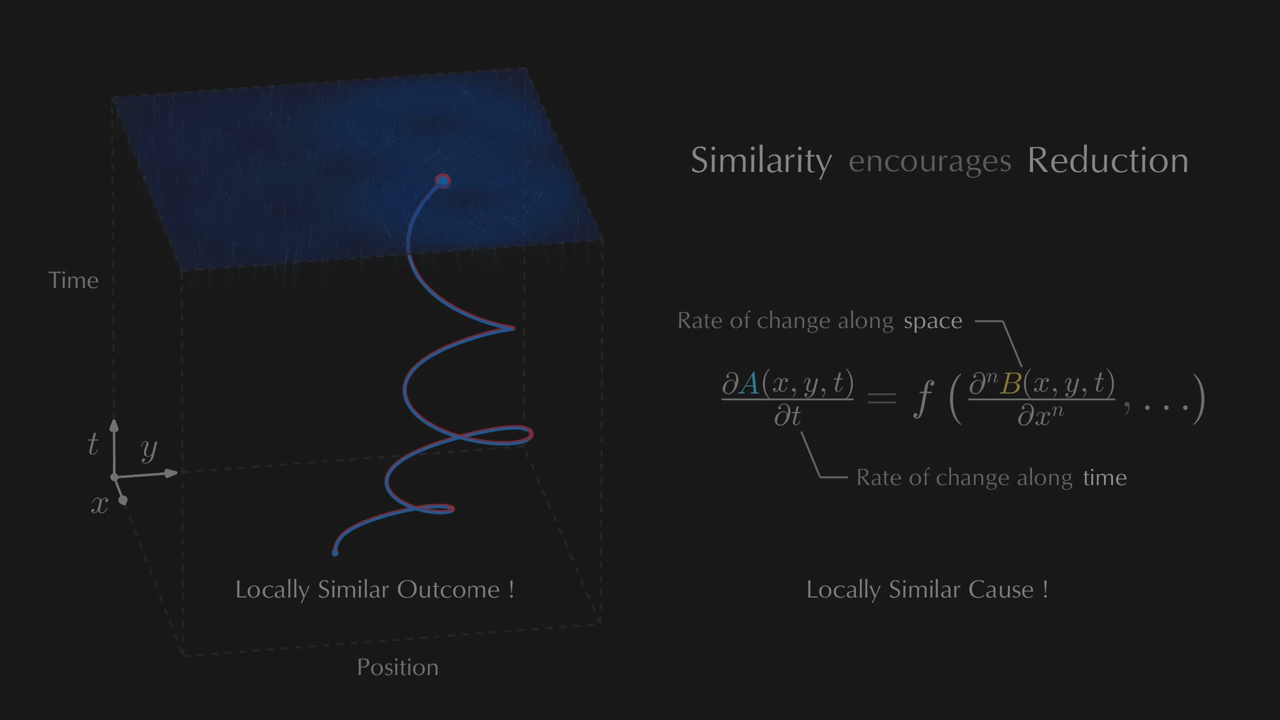 Similarity encourages Reduction
Time
Rate of change along space
∂A(x, y, t)/∂t = f (∂ⁿB(x, y, t)/∂xⁿ, ...)
t
y
x
Rate of change along time
Locally Similar Outcome !
Locally Similar Cause !
Position